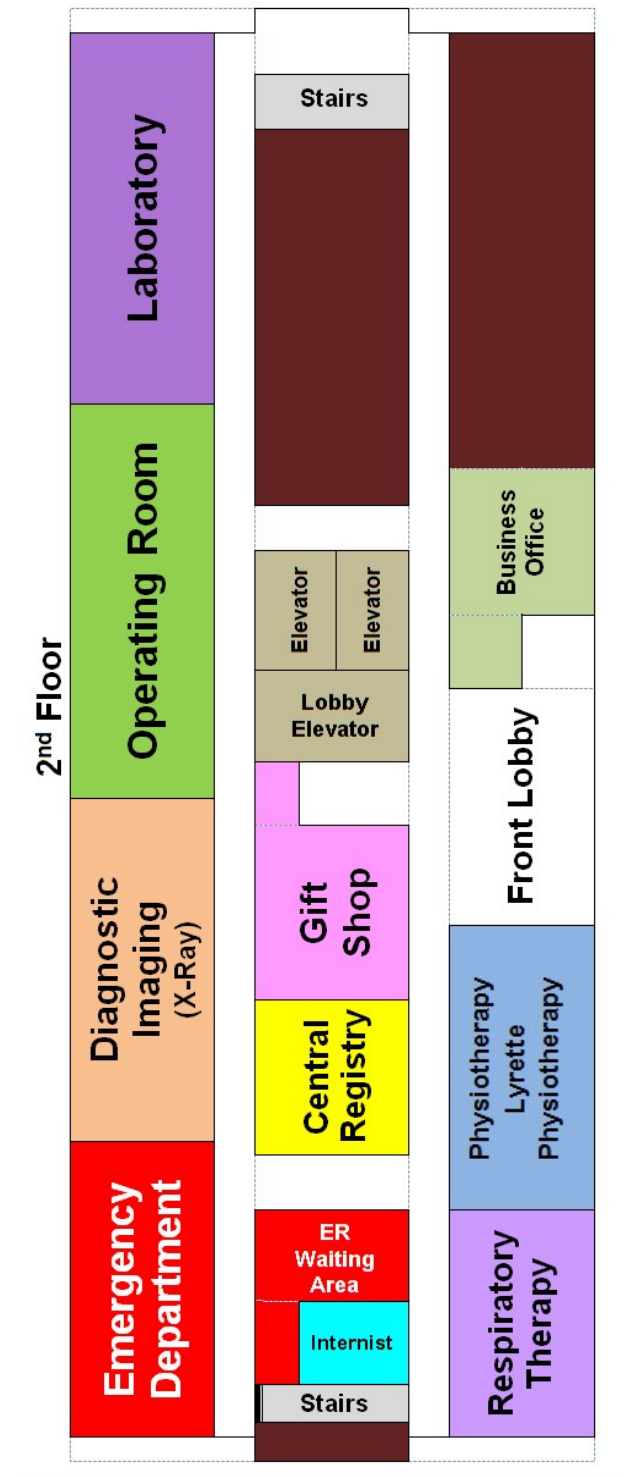 2nd Floor
Laboratory
Operating Room
Diagnostic
Imaging
(X-Ray)
Emergency
Department
Stairs
Elevator
Elevator
Lobby
Elevator
Gift
Shop
Central
Registry
ER
Waiting
Area
Internist
Stairs
Business
Office
Front Lobby
Physiotherapy
Lyrette
Physiotherapy
Respiratory
Therapy